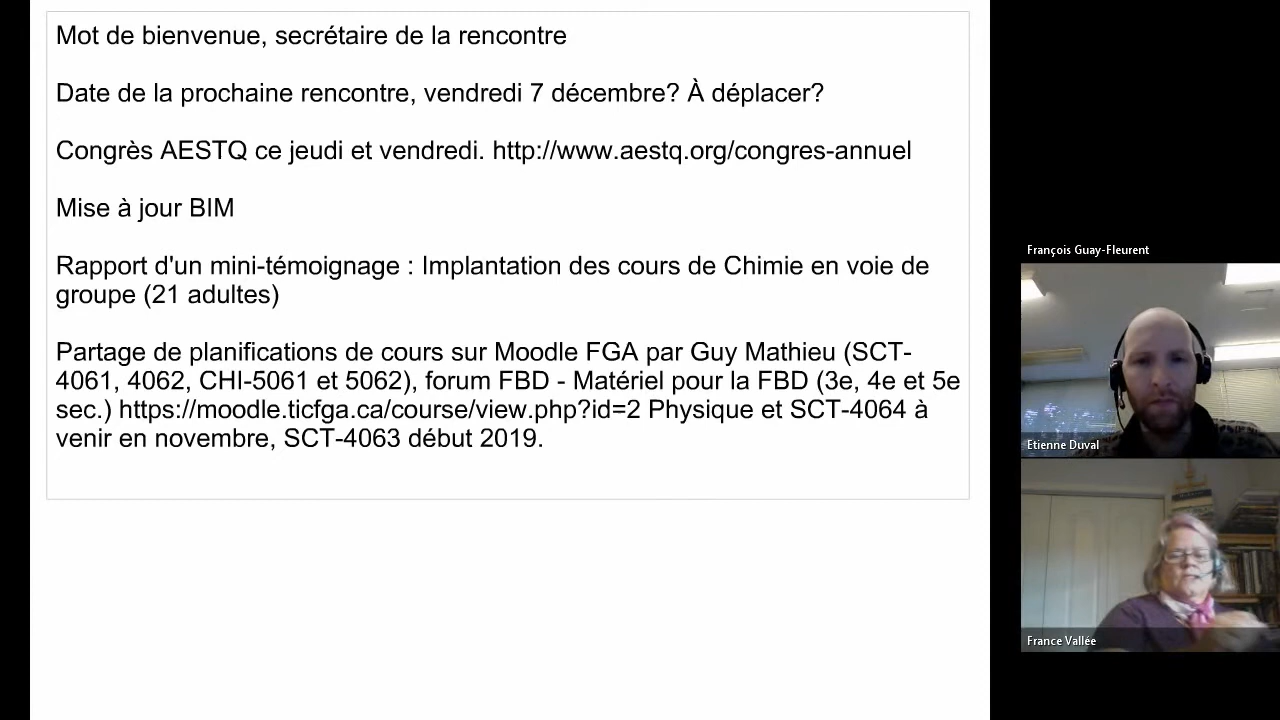 Mot de bienvenue, secrétaire de la rencontre
Date de la prochaine rencontre, vendredi 7 décembre? À déplacer?
Congrès AESTQ ce jeudi et vendredi. http://www.aestq.org/congres-annuel
Mise à jour BIM
Rapport d'un mini-témoignage : Implantation des cours de Chimie en voie de
groupe (21 adultes)
Partage de planifications de cours sur Moodle FGA par Guy Mathieu (SCT-
4061, 4062, CHI-5061 et 5062), forum FBD - Matériel pour la FBD (3e, 4e et 5e
sec.) https://moodle.ticfga.ca/course/view.php?id=2 Physique et SCT-4064 à
venir en novembre, SCT-4063 début 2019.
François Guay-Fleurent
Etienne Duval
France Vallée